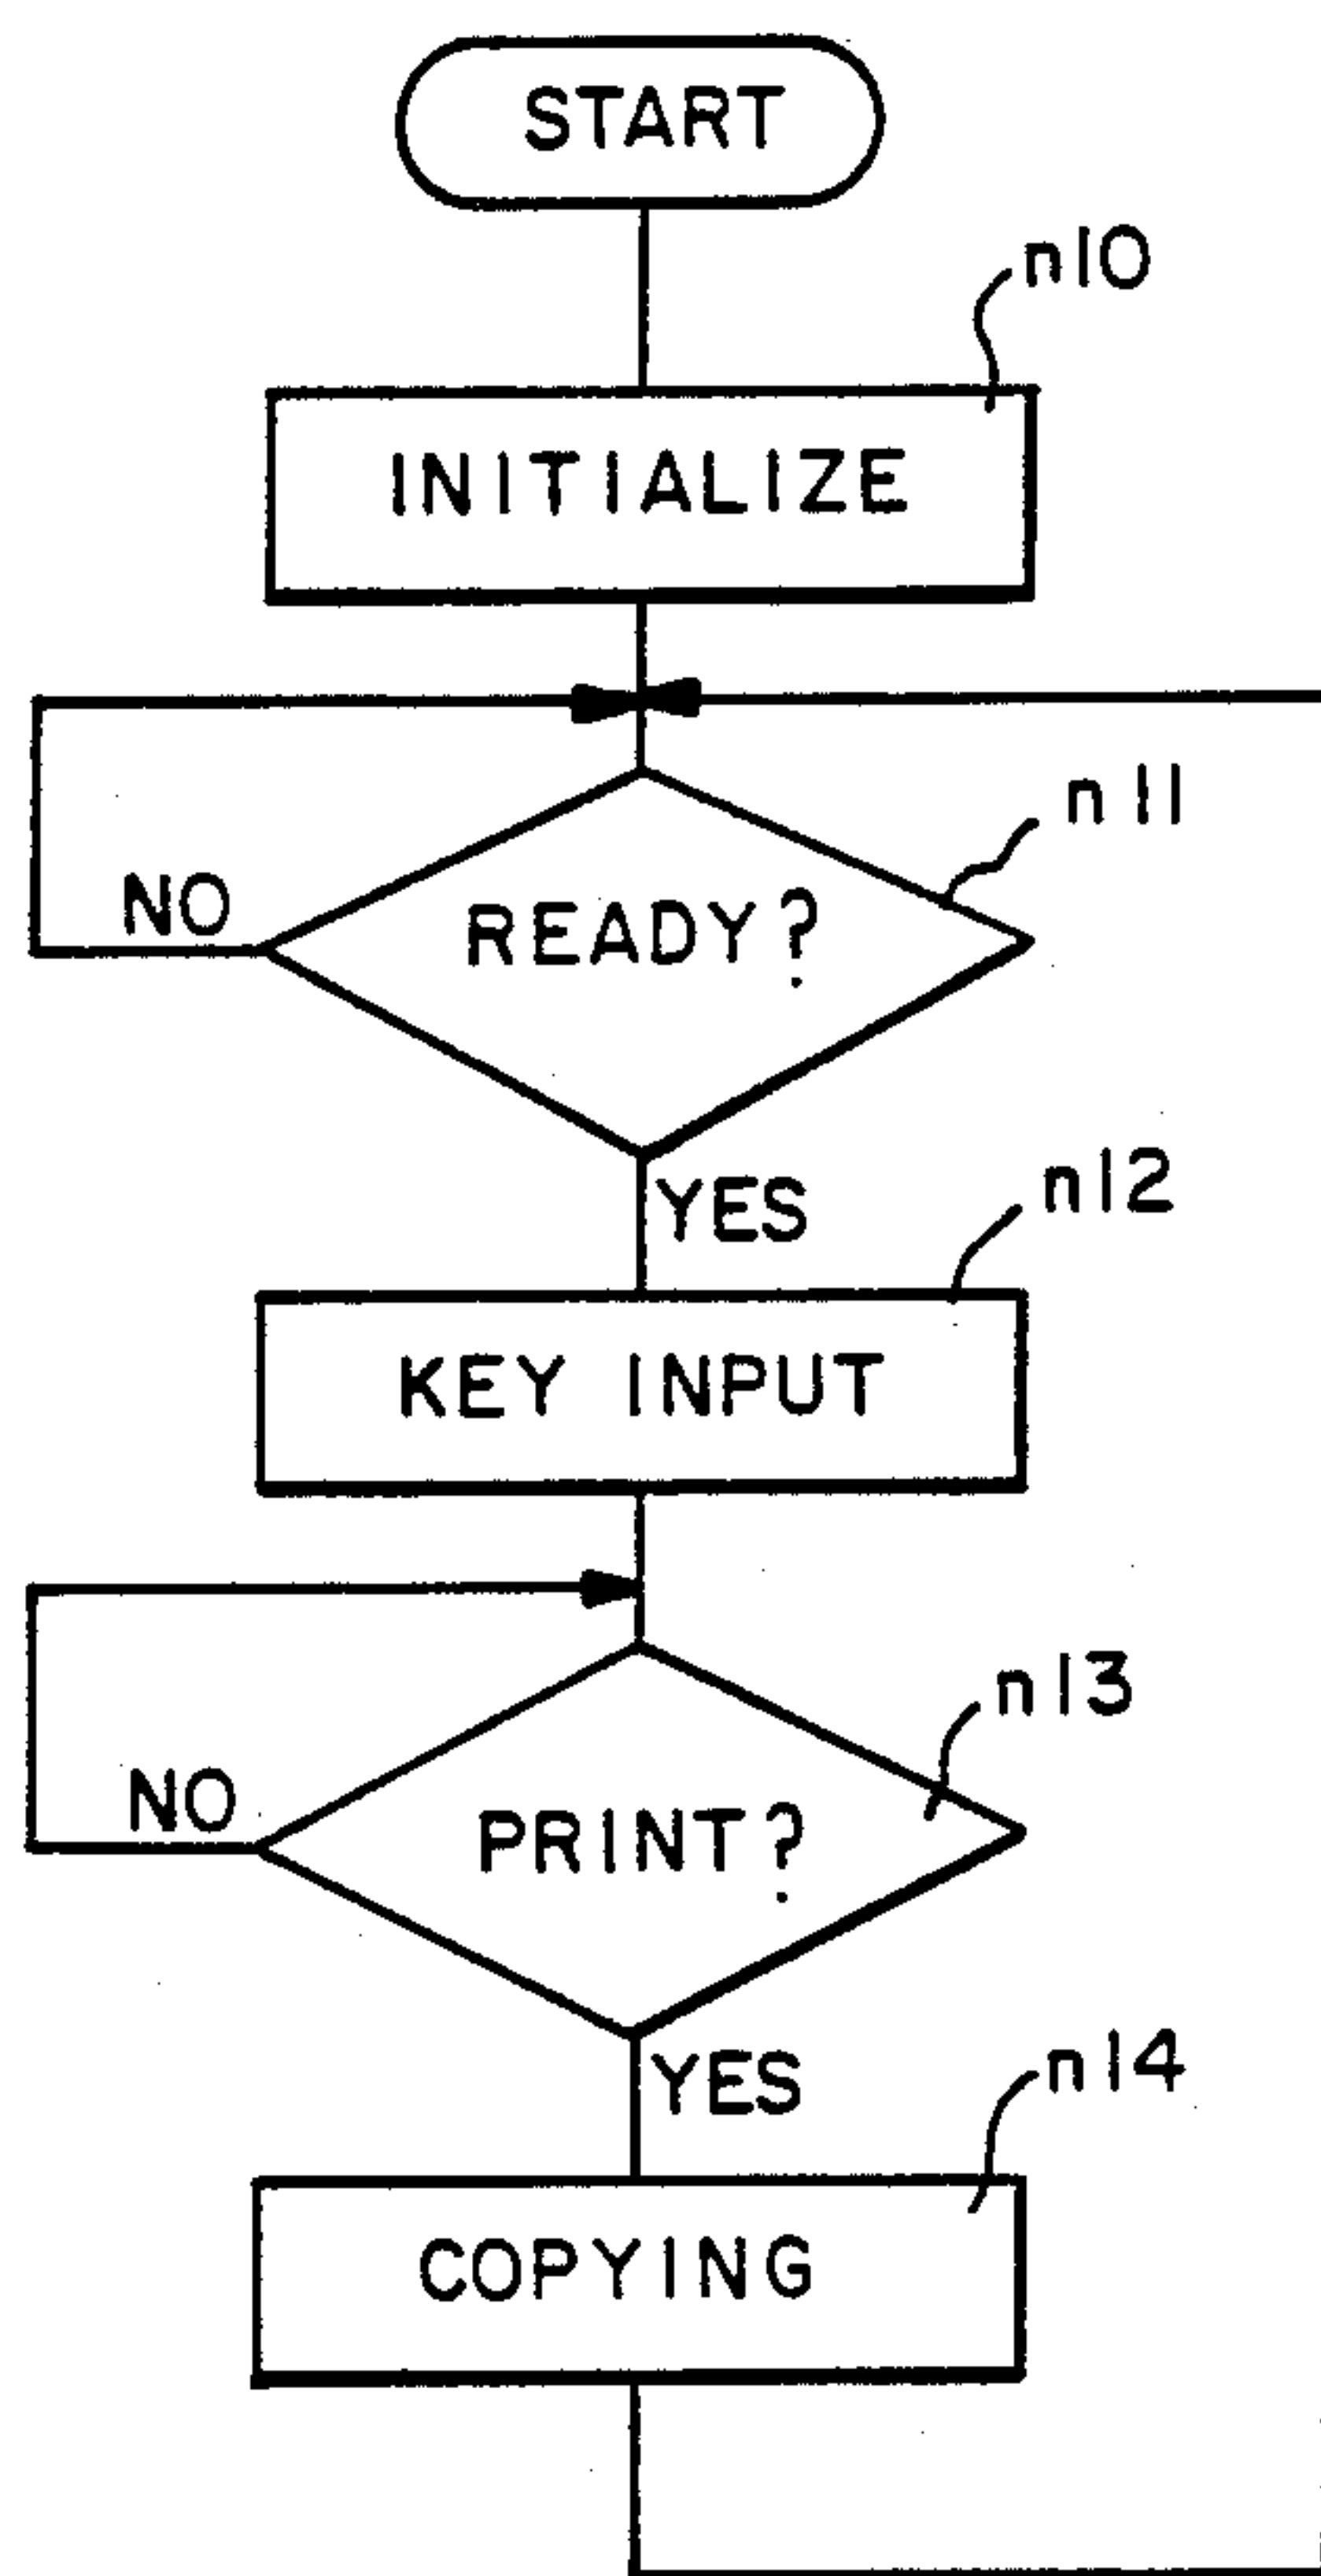 START
n10
INITIALIZE
n11
NO
READY?
YES
n12
KEY INPUT
n13
NO
PRINT?
YES
n14
COPYING